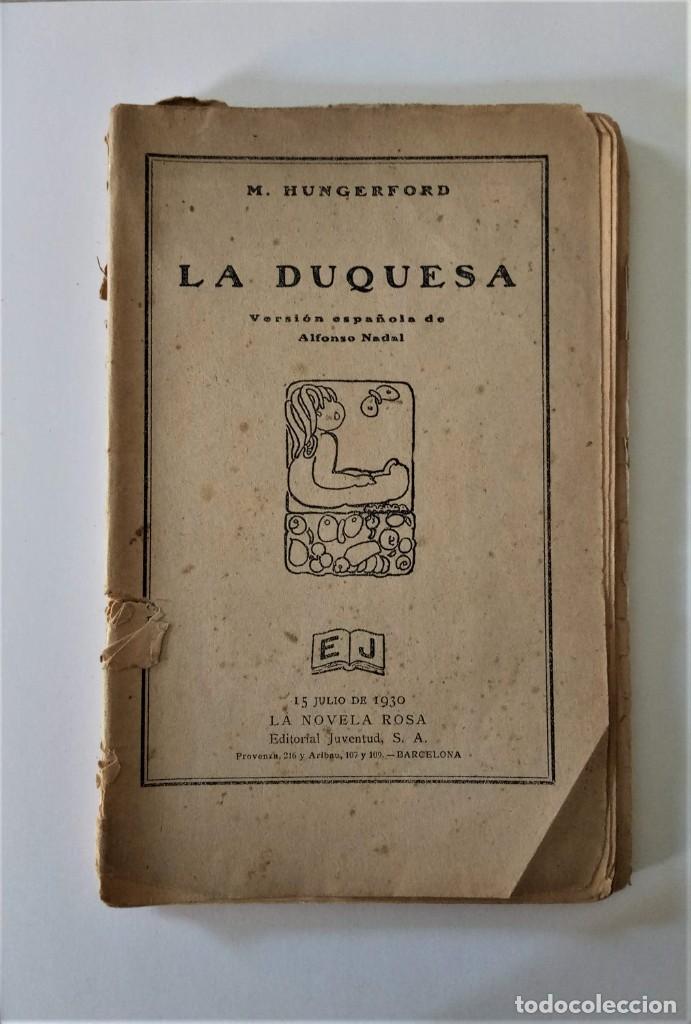 M. HUNGERFORD
LA DUQUESA
Versión española de
Alfonso Nadal
E J
15 JULIO DE 1930
LA NOVELA ROSA
Editorial Juventud, S. A.
Provenza, 216 y Aribau, 107 y 109.—BARCELONA
todocoleccion